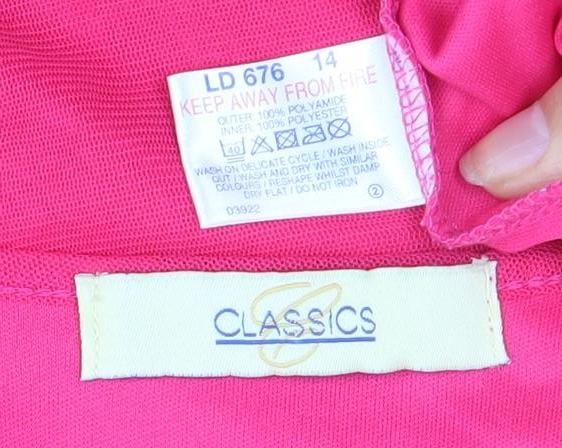 LD 676 14
KEEP AWAY FROM FIRE
OUTER: 100% POLYAMIDE
INNER: 100% POLYESTER
40
WASH ON DELICATE CYCLE / WASH INSIDE
OUT / WASH AND DRY WITH SIMILAR
COLOURS / RESHAPE WHILST DAMP
DRY FLAT / DO NOT IRON
03922 2
CLASSICS